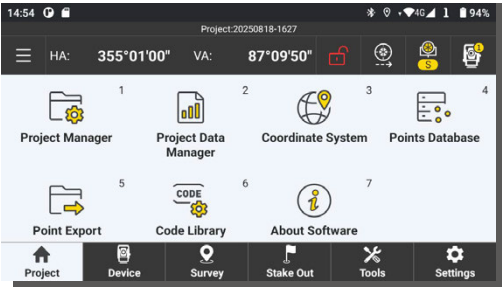 14:54 4G 1 94%
Project:20250818-1627
HA: 355°01'00" VA: 87°09'50" S 1
1 2 3 4
Project Manager Project Data Manager Coordinate System Points Database
CODE
5 6 7
Point Export Code Library About Software
Project Device Survey Stake Out Tools Settings